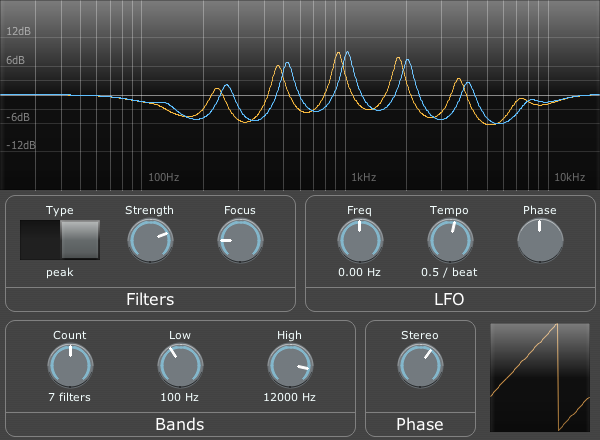 12dB
6dB
-6dB
-12dB
100Hz 1kHz 10kHz
Type Strength Focus
peak
Filters
Freq Tempo Phase
0.00 Hz 0.5 / beat
LFO
Count Low High
7 filters 100 Hz 12000 Hz
Bands
Stereo
Phase